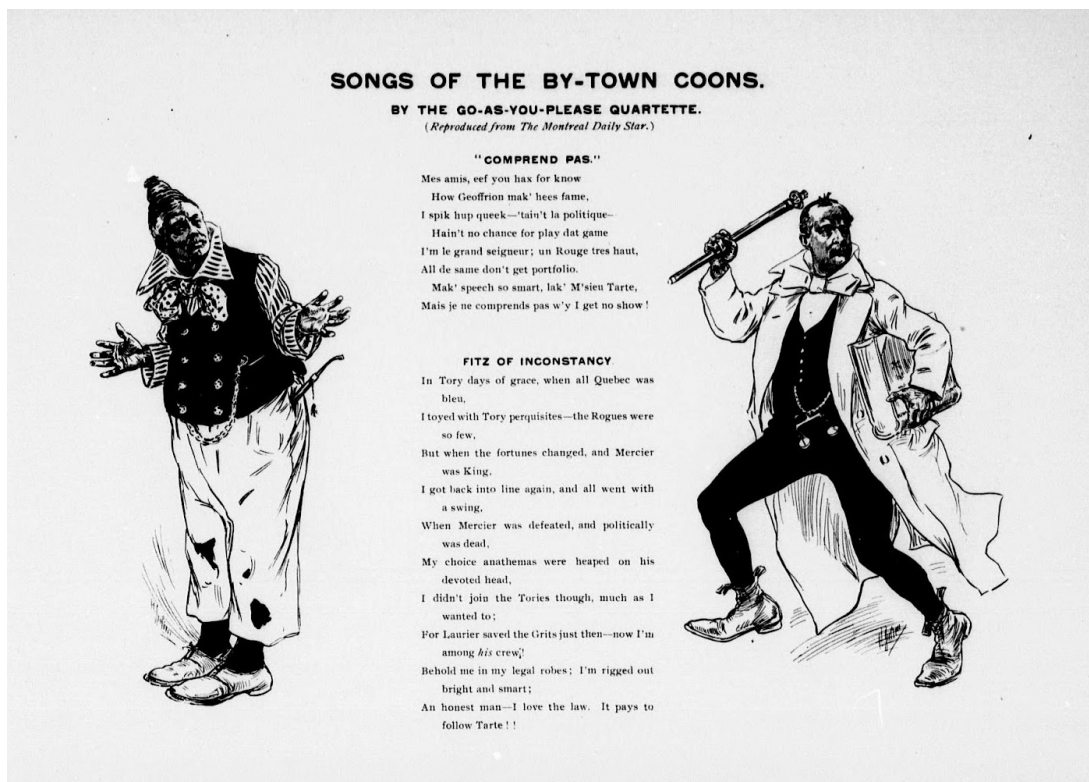 SONGS OF THE BY-TOWN COONS.
BY THE GO-AS-YOU-PLEASE QUARTETTE.
(Reproduced from The Montreal Daily Star.)
"COMPREND PAS."
Mes amis, eef you hax for know
How Geoffrion mak' hees fame,
I spik hup queek—'tain't la politique—
Hain't no chance for play dat game
I'm le grand seigneur; un Rouge tres haut,
All de same don't get portfolio.
Mak' speech so smart, lak' M'sieu Tarte,
Mais je ne comprends pas w'y I get no show!
FITZ OF INCONSTANCY
In Tory days of grace, when all Quebec was
bleu,
I toyed with Tory perquisites—the Rogues were
so few,
But when the fortunes changed, and Mercier
was King,
I got back into line again, and all went with
a swing,
When Mercier was defeated, and politically
was dead,
My choice anathemas were heaped on his
devoted head,
I didn't join the Tories though, much as I
wanted to;
For Laurier saved the Grits just then—now I'm
among his crew!
Behold me in my legal robes; I'm rigged out
bright and smart;
An honest man—I love the law. It pays to
follow Tarte!!